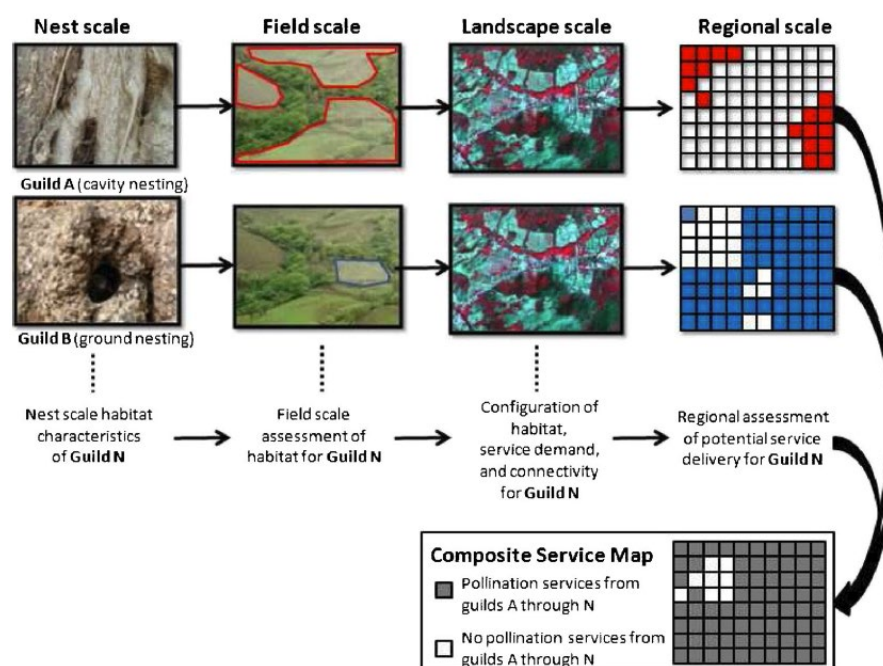 Nest scale
Field scale
Landscape scale
Regional scale
Guild A (cavity nesting)
Guild B (ground nesting)
Nest scale habitat
characteristics
of Guild N
Field scale
assessment of
habitat for Guild N
Configuration of
habitat,
service demand,
and connectivity
for Guild N
Regional assessment
of potential service
delivery for Guild N
Composite Service Map
Pollination services from
guilds A through N
No pollination services from
guilds A through N